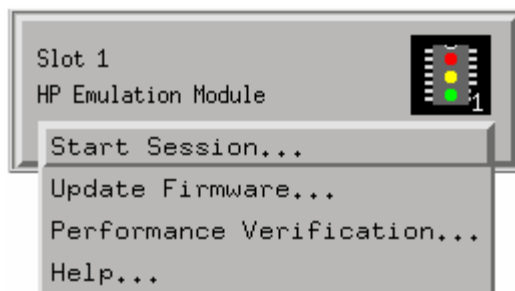 Slot 1
HP Emulation Module
1
Start Session...
Update Firmware...
Performance Verification...
Help...